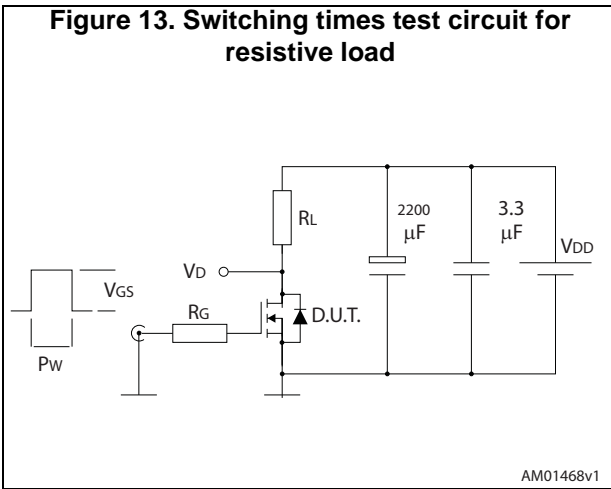 Figure 13. Switching times test circuit for
resistive load
RL
2200
μF
3.3
μF
VDD
VD
VGS
RG
D.U.T.
PW
AM01468v1